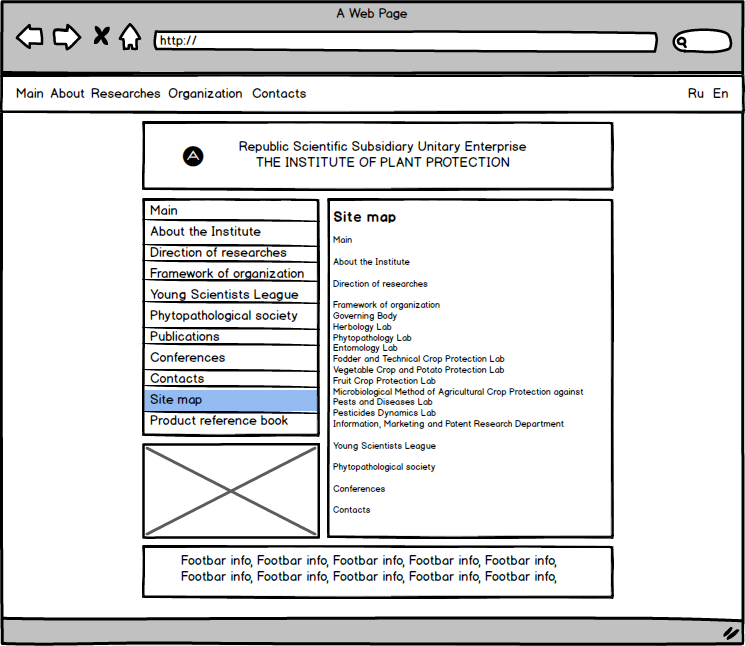 A Web Page
http://
Main About Researches Organization Contacts Ru En
Republic Scientific Subsidiary Unitary Enterprise
THE INSTITUTE OF PLANT PROTECTION
Main
About the Institute
Direction of researches
Framework of organization
Young Scientists League
Phytopathological society
Publications
Conferences
Contacts
Site map
Product reference book
Site map
Main
About the Institute
Direction of researches
Framework of organization
Governing Body
Herbology Lab
Phytopathology Lab
Entomology Lab
Fodder and Technical Crop Protection Lab
Vegetable Crop and Potato Protection Lab
Fruit Crop Protection Lab
Microbiological Method of Agricultural Crop Protection against
Pests and Diseases Lab
Pesticides Dynamics Lab
Information, Marketing and Patent Research Department
Young Scientists League
Phytopathological society
Conferences
Contacts
Footbar info, Footbar info, Footbar info, Footbar info, Footbar info,
Footbar info, Footbar info, Footbar info, Footbar info, Footbar info,